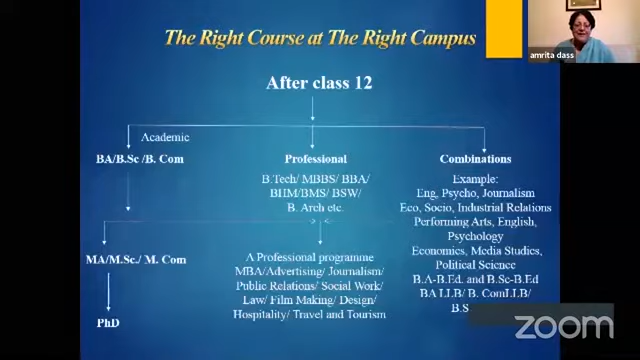 The Right Course at The Right Campus
amrita dass
After class 12
Academic
BA/B.Sc /B. Com
Professional
B.Tech/ MBBS/ BBA/
BHM/BMS/ BSW/
B. Arch etc.
Combinations
Example:
Eng, Psycho, Journalism
Eco, Socio, Industrial Relations
Performing Arts, English,
Psychology
Economics, Media Studies,
Political Science
B.A-B.Ed. and B.Sc-B.Ed
BA LLB/ B. ComLLB/
B.S
MA/M.Sc./ M. Com
PhD
A Professional programme
MBA/Advertising/ Journalism/
Public Relations/ Social Work/
Law/ Film Making/ Design/
Hospitality/ Travel and Tourism
zoom